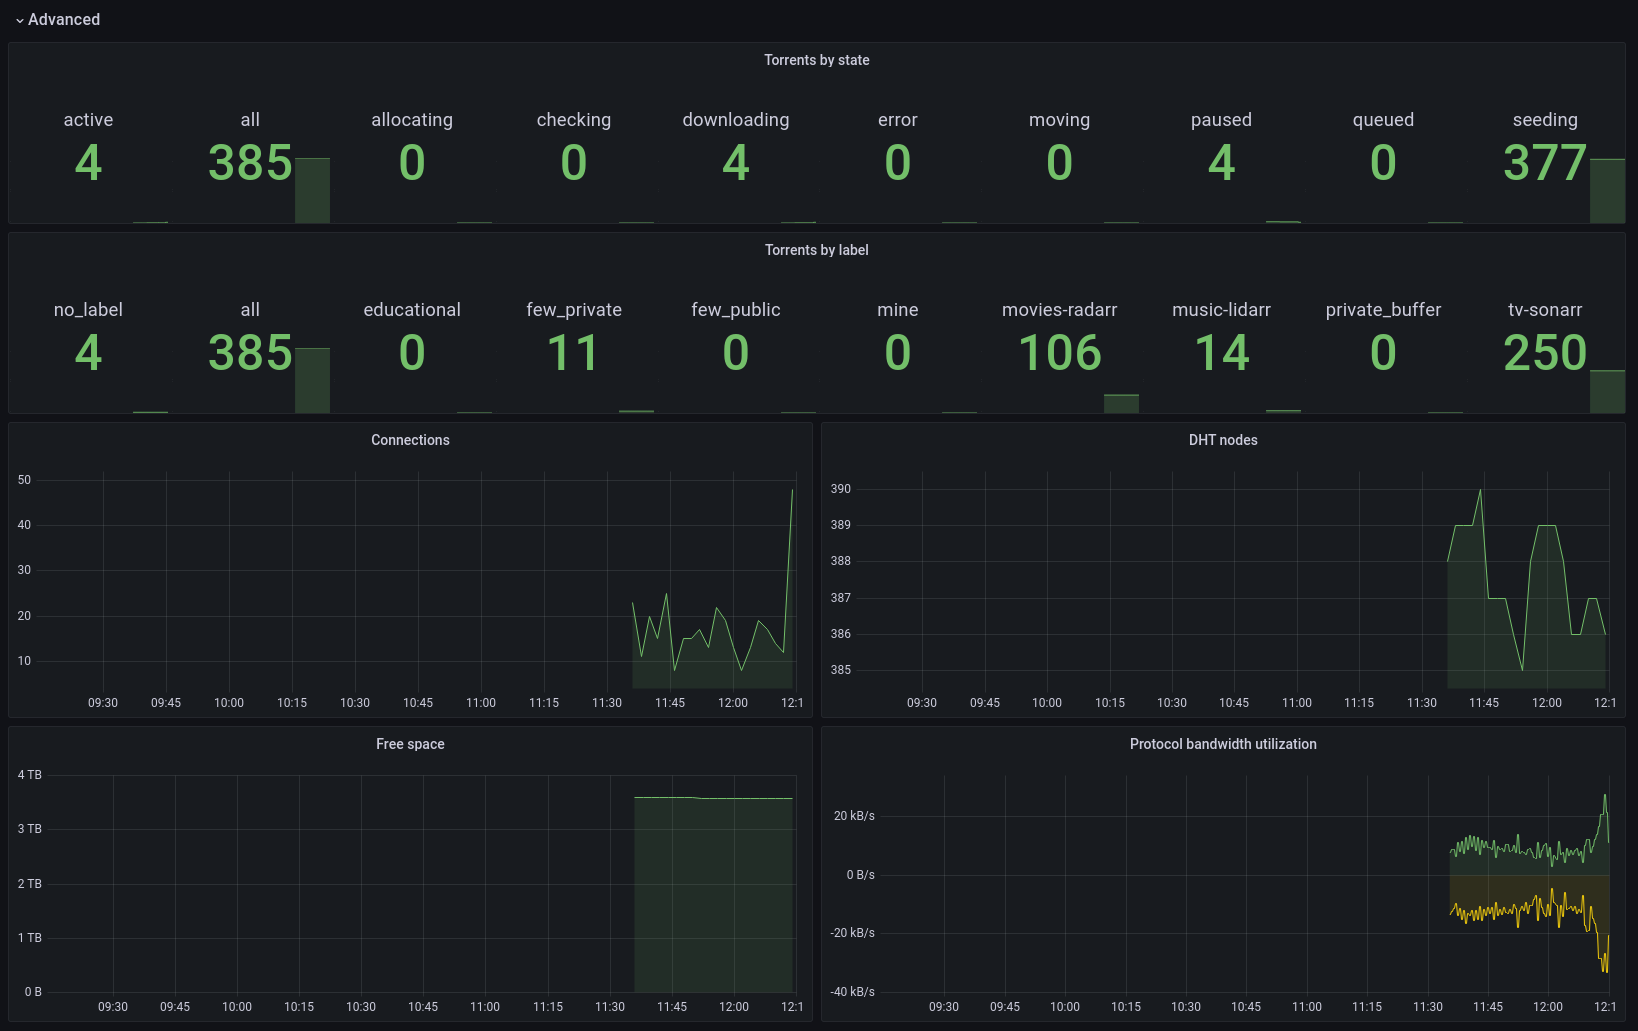 Advanced
Torrents by state
active all allocating checking downloading error moving paused queued seeding
4 385 0 0 4 0 0 4 0 377
Torrents by label
no_label all educational few_private few_public mine movies-radarr music-lidarr private_buffer tv-sonarr
4 385 0 11 0 0 106 14 0 250
Connections
50
40
30
20
10
09:30 09:45 10:00 10:15 10:30 10:45 11:00 11:15 11:30 11:45 12:00 12:1
DHT nodes
390
389
388
387
386
385
09:30 09:45 10:00 10:15 10:30 10:45 11:00 11:15 11:30 11:45 12:00 12:1
Free space
4 TB
3 TB
2 TB
1 TB
0 B
09:30 09:45 10:00 10:15 10:30 10:45 11:00 11:15 11:30 11:45 12:00 12:1
Protocol bandwidth utilization
20 kB/s
0 B/s
-20 kB/s
-40 kB/s
09:30 09:45 10:00 10:15 10:30 10:45 11:00 11:15 11:30 11:45 12:00 12:1